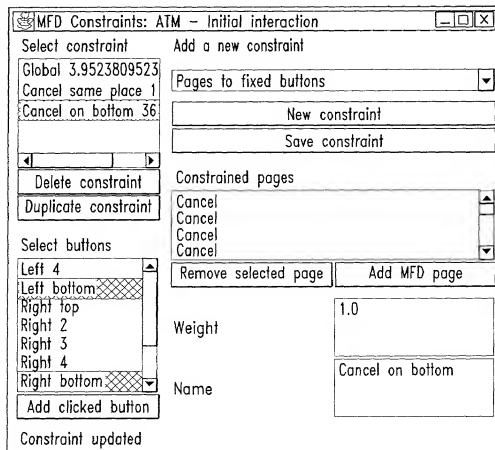 MFD Constraints: ATM – Initial interaction
Select constraint
Global 3.9523809523
Cancel same place 1
Cancel on bottom 36
Delete constraint
Duplicate constraint
Select buttons
Left 4
Left bottom
Right top
Right 2
Right 3
Right 4
Right bottom
Add clicked button
Constraint updated
Add a new constraint
Pages to fixed buttons
New constraint
Save constraint
Constrained pages
Cancel
Cancel
Cancel
Cancel
Remove selected page
Add MFD page
Weight
1.0
Name
Cancel on bottom